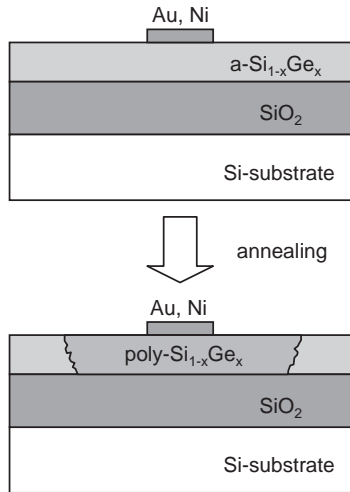 Au, Ni
a-Si₁₋ₓGeₓ
SiO₂
Si-substrate
annealing
Au, Ni
poly-Si₁₋ₓGeₓ
SiO₂
Si-substrate